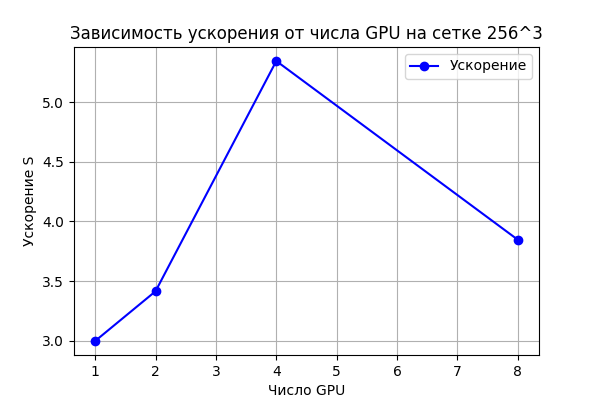 Зависимость ускорения от числа GPU на сетке 256^3
Ускорение
5.0
4.5
4.0
3.5
3.0
Ускорение S
1 2 3 4 5 6 7 8
Число GPU